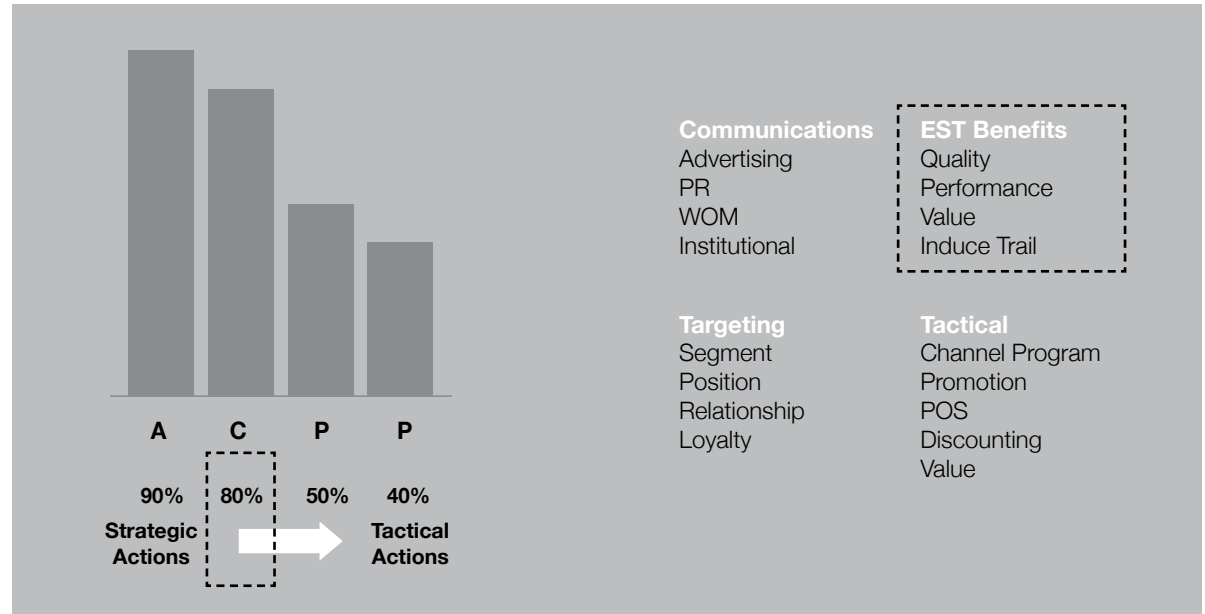 A C P P
90% 80% 50% 40%
Strategic Actions
Tactical Actions
Communications
Advertising
PR
WOM
Institutional
EST Benefits
Quality
Performance
Value
Induce Trail
Targeting
Segment
Position
Relationship
Loyalty
Tactical
Channel Program
Promotion
POS
Discounting
Value